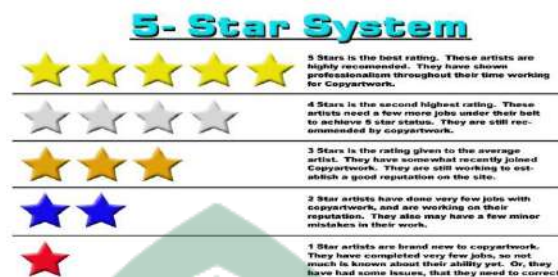 5- Star System
5 Stars is the best rating. These artists are
highly recomended. They have shown
professionalism throughout their time working
for Copyartwork.
4 Stars is the second highest rating. These
artists need a few more jobs under their belt
to achieve 5 star status. They are still rec-
ommended by copyartwork.
3 Stars is the rating given to the average
artist. They have somewhat recently joined
Copyartwork. They are still working to est-
ablish a good reputation on the site.
2 Star artists have done very few jobs with
copyartwork, and are working on their
reputation. They also may have a few minor
mistakes in their work.
1 Star artists are brand new to copyartwork.
They have completed very few jobs, so not
much is known about their ability yet. Or, they
have had some issues, that they need to correct